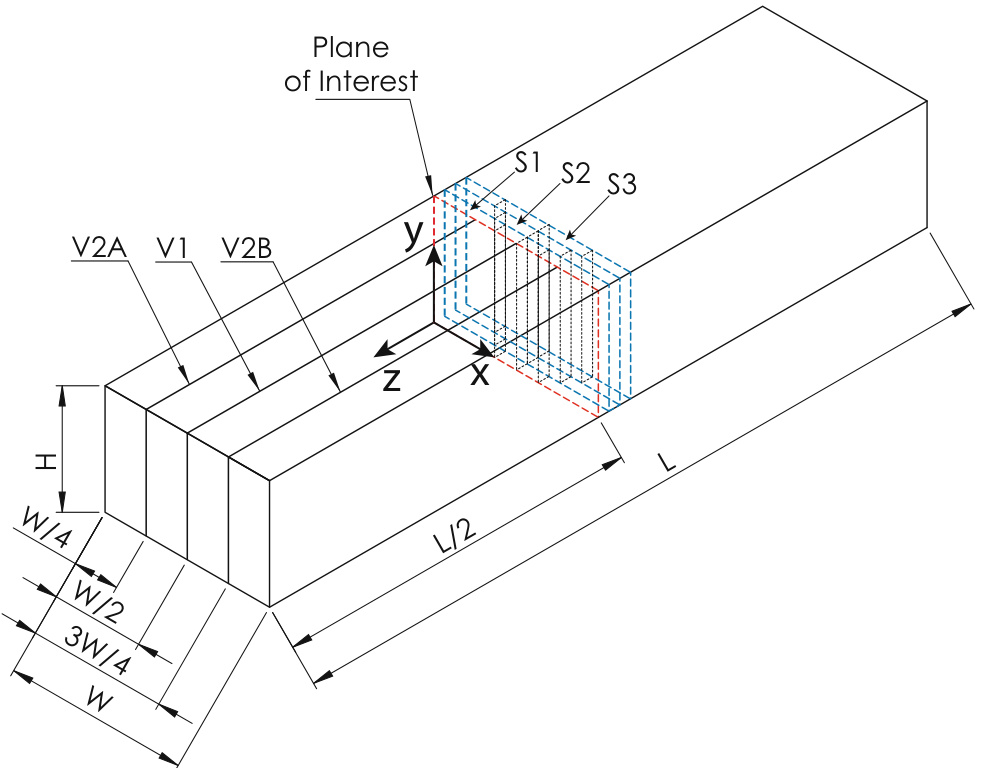 Plane
of Interest
S1
S2
S3
V2A
V1
V2B
y
z
x
H
W/4
W/2
3W/4
W
L/2
L